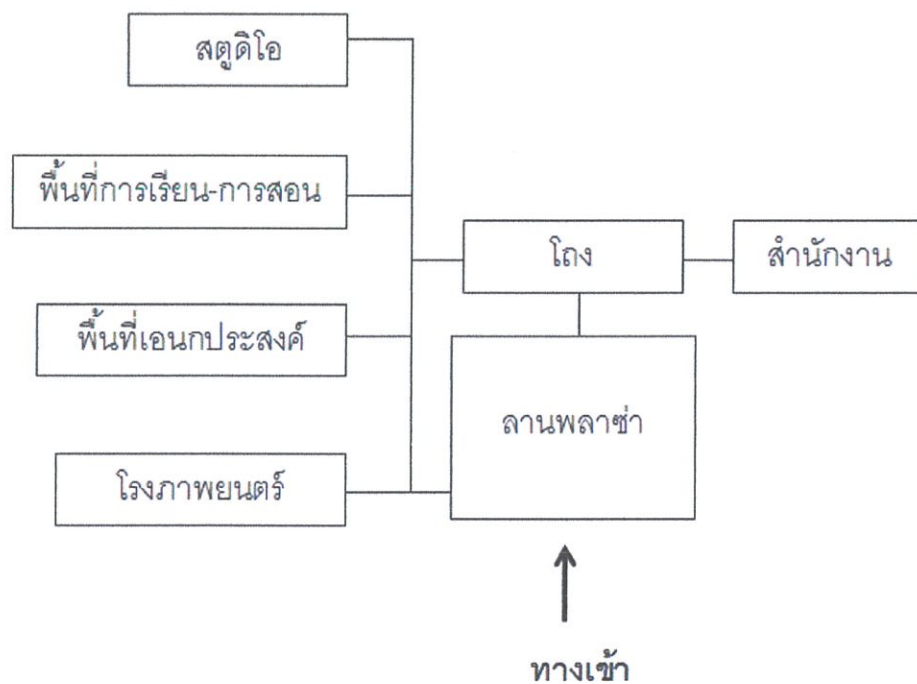 สตูดิโอ
พื้นที่การเรียน-การสอน
โถง
สำนักงาน
พื้นที่เอนกประสงค์
ลานพลาซ่า
โรงภาพยนตร์
ทางเข้า